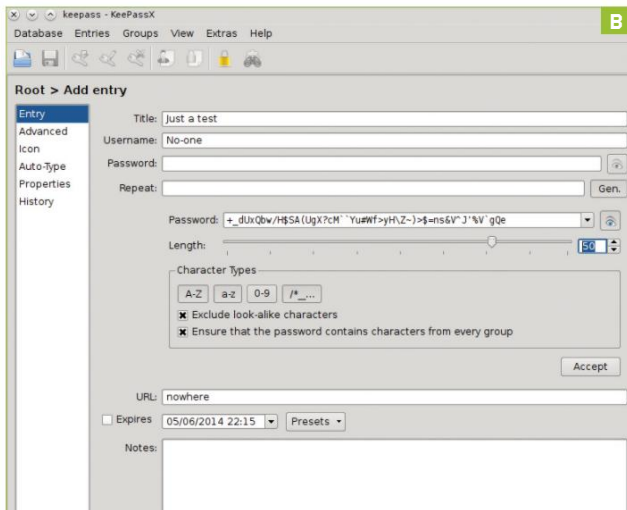 keepass - KeePassX
B
Database Entries Groups View Extras Help
Root > Add entry
Entry
Advanced
Icon
Auto-Type
Properties
History
Title: Just a test
Username: No-one
Password:
Repeat: Gen.
Password: +_dUxQbw/H$SA(UgX?cM``Yu#Wf>yH\Z~)>$=ns&V^J'%V`gQe
Length: 50
Character Types
A-Z a-z 0-9 /*_...
Exclude look-alike characters
Ensure that the password contains characters from every group
Accept
URL: nowhere
Expires 05/06/2014 22:15 Presets
Notes: